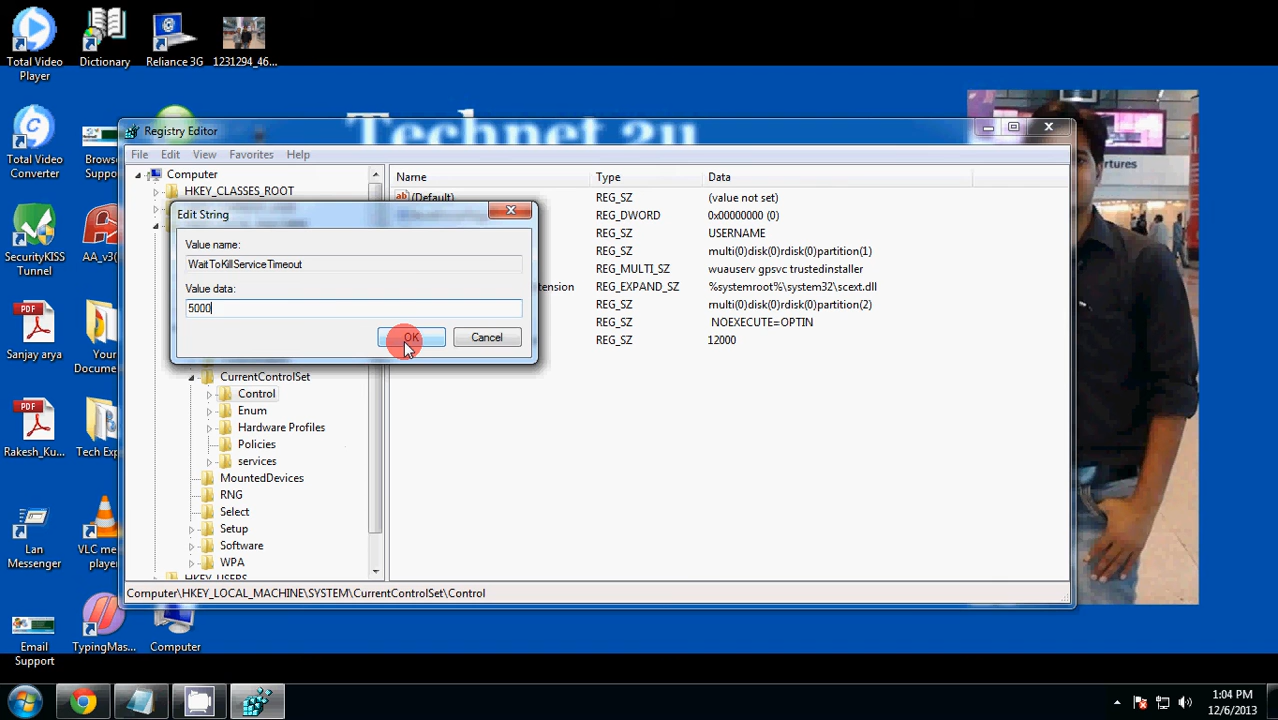 Total Video
Player
Dictionary
Reliance 3G
1231294_46...
Total Video
Converter
Brows
Suppo
SecurityKISS
Tunnel
AA_v3(
Sanjay arya
Your
Docume
Rakesh_Ku...
Tech Exp
Lan
Messenger
VLC me
player
Email
Support
TypingMas...
Computer
Technet 2u
rtures
Registry Editor
File Edit View Favorites Help
Computer
HKEY_CLASSES_ROOT
CurrentControlSet
Control
Enum
Hardware Profiles
Policies
services
MountedDevices
RNG
Select
Setup
Software
WPA
HKEY_USERS
Name Type Data
(Default) REG_SZ (value not set)
REG_DWORD 0x00000000 (0)
REG_SZ USERNAME
REG_SZ multi(0)disk(0)rdisk(0)partition(1)
REG_MULTI_SZ wuauserv gpsvc trustedinstaller
tension REG_EXPAND_SZ %systemroot%\system32\scext.dll
REG_SZ multi(0)disk(0)rdisk(0)partition(2)
REG_SZ NOEXECUTE=OPTIN
REG_SZ 12000
Edit String
Value name:
WaitToKillServiceTimeout
Value data:
5000
OK Cancel
Computer\HKEY_LOCAL_MACHINE\SYSTEM\CurrentControlSet\Control
1:04 PM
12/6/2013